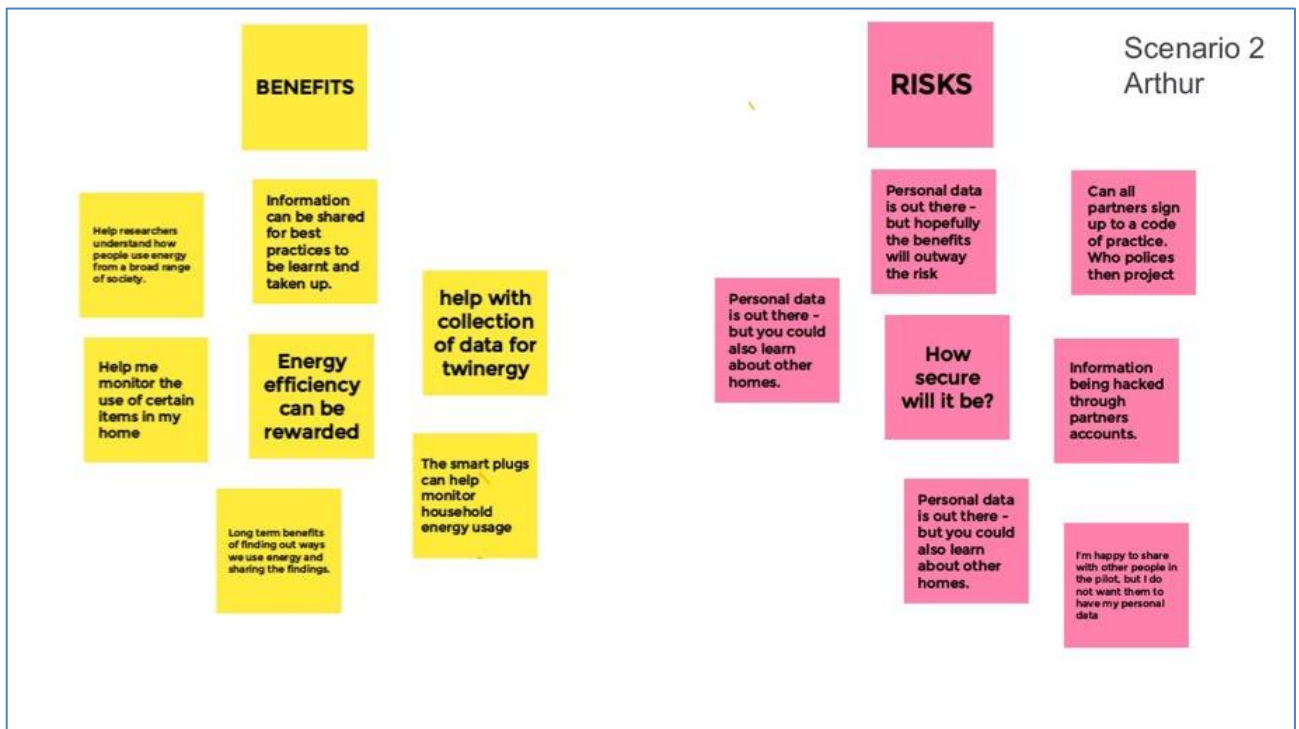 BENEFITS
Help researchers
understand how
people use energy
from a broad range
of society.
Information
can be shared
for best
practices to
be learnt and
taken up.
help with
collection
of data for
twinergy
Help me
monitor the
use of certain
items in my
home
Energy
efficiency
can be
rewarded
The smart plugs
can help
monitor
household
energy usage
Long term benefits
of finding out ways
we use energy and
sharing the findings.
RISKS
Scenario 2
Arthur
Personal data
is out there -
but hopefully
the benefits
will outway
the risk
Can all
partners sign
up to a code
of practice.
Who polices
then project
Personal data
is out there -
but you could
also learn
about other
homes.
How
secure
will it be?
Information
being hacked
through
partners
accounts.
Personal data
is out there -
but you could
also learn
about other
homes.
I'm happy to share
with other people in
the pilot, but I do
not want them to
have my personal
data